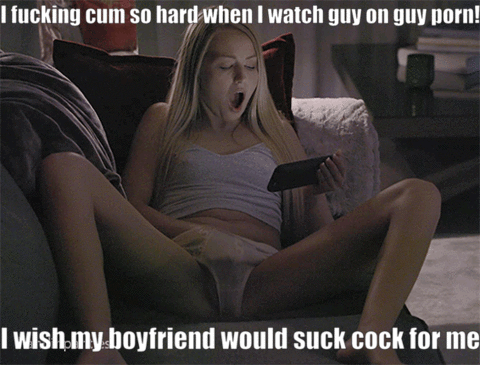 I fucking cum so hard when I watch guy on guy porn!
I wish my boyfriend would suck cock for me